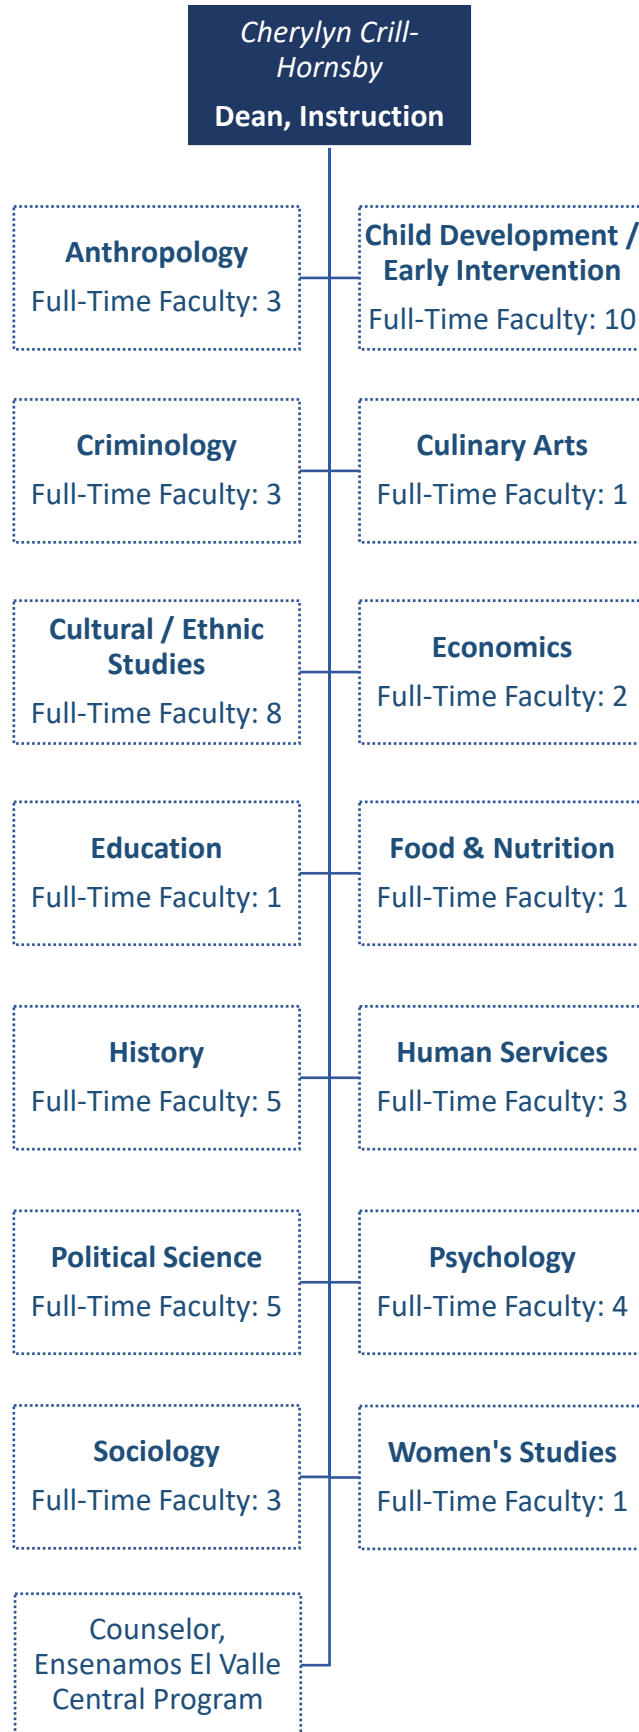 Cherylyn Crill-
Hornsby
Dean, Instruction
Anthropology
Full-Time Faculty: 3
Child Development /
Early Intervention
Full-Time Faculty: 10
Criminology
Full-Time Faculty: 3
Culinary Arts
Full-Time Faculty: 1
Cultural / Ethnic
Studies
Full-Time Faculty: 8
Economics
Full-Time Faculty: 2
Education
Full-Time Faculty: 1
Food & Nutrition
Full-Time Faculty: 1
History
Full-Time Faculty: 5
Human Services
Full-Time Faculty: 3
Political Science
Full-Time Faculty: 5
Psychology
Full-Time Faculty: 4
Sociology
Full-Time Faculty: 3
Women's Studies
Full-Time Faculty: 1
Counselor,
Ensenamos El Valle
Central Program